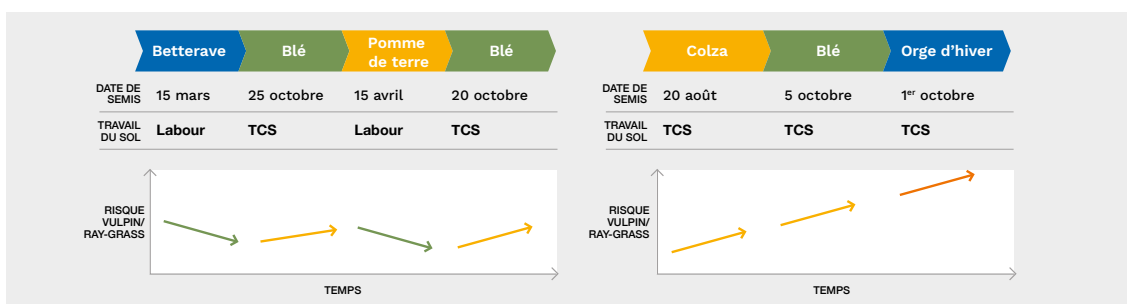 Betterave Blé Pomme de terre Blé
DATE DE SEMIS 15 mars 25 octobre 15 avril 20 octobre
TRAVAIL DU SOL Labour TCS Labour TCS
RISQUE
VULPIN/
RAY-GRASS
TEMPS
Colza Blé Orge d'hiver
DATE DE SEMIS 20 août 5 octobre 1er octobre
TRAVAIL DU SOL TCS TCS TCS
RISQUE
VULPIN/
RAY-GRASS
TEMPS